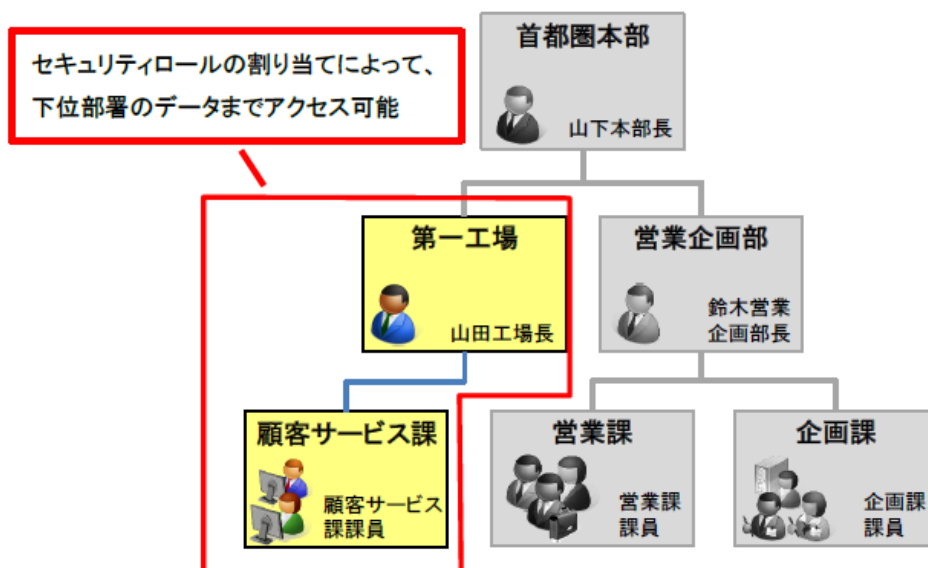 首都圏本部
セキュリティロールの割り当てによって、
下位部署のデータまでアクセス可能
山下本部長
第一工場
営業企画部
山田工場長
鈴木営業
企画部長
顧客サービス課
営業課
企画課
顧客サービス
課課員
営業課
課員
企画課
課員